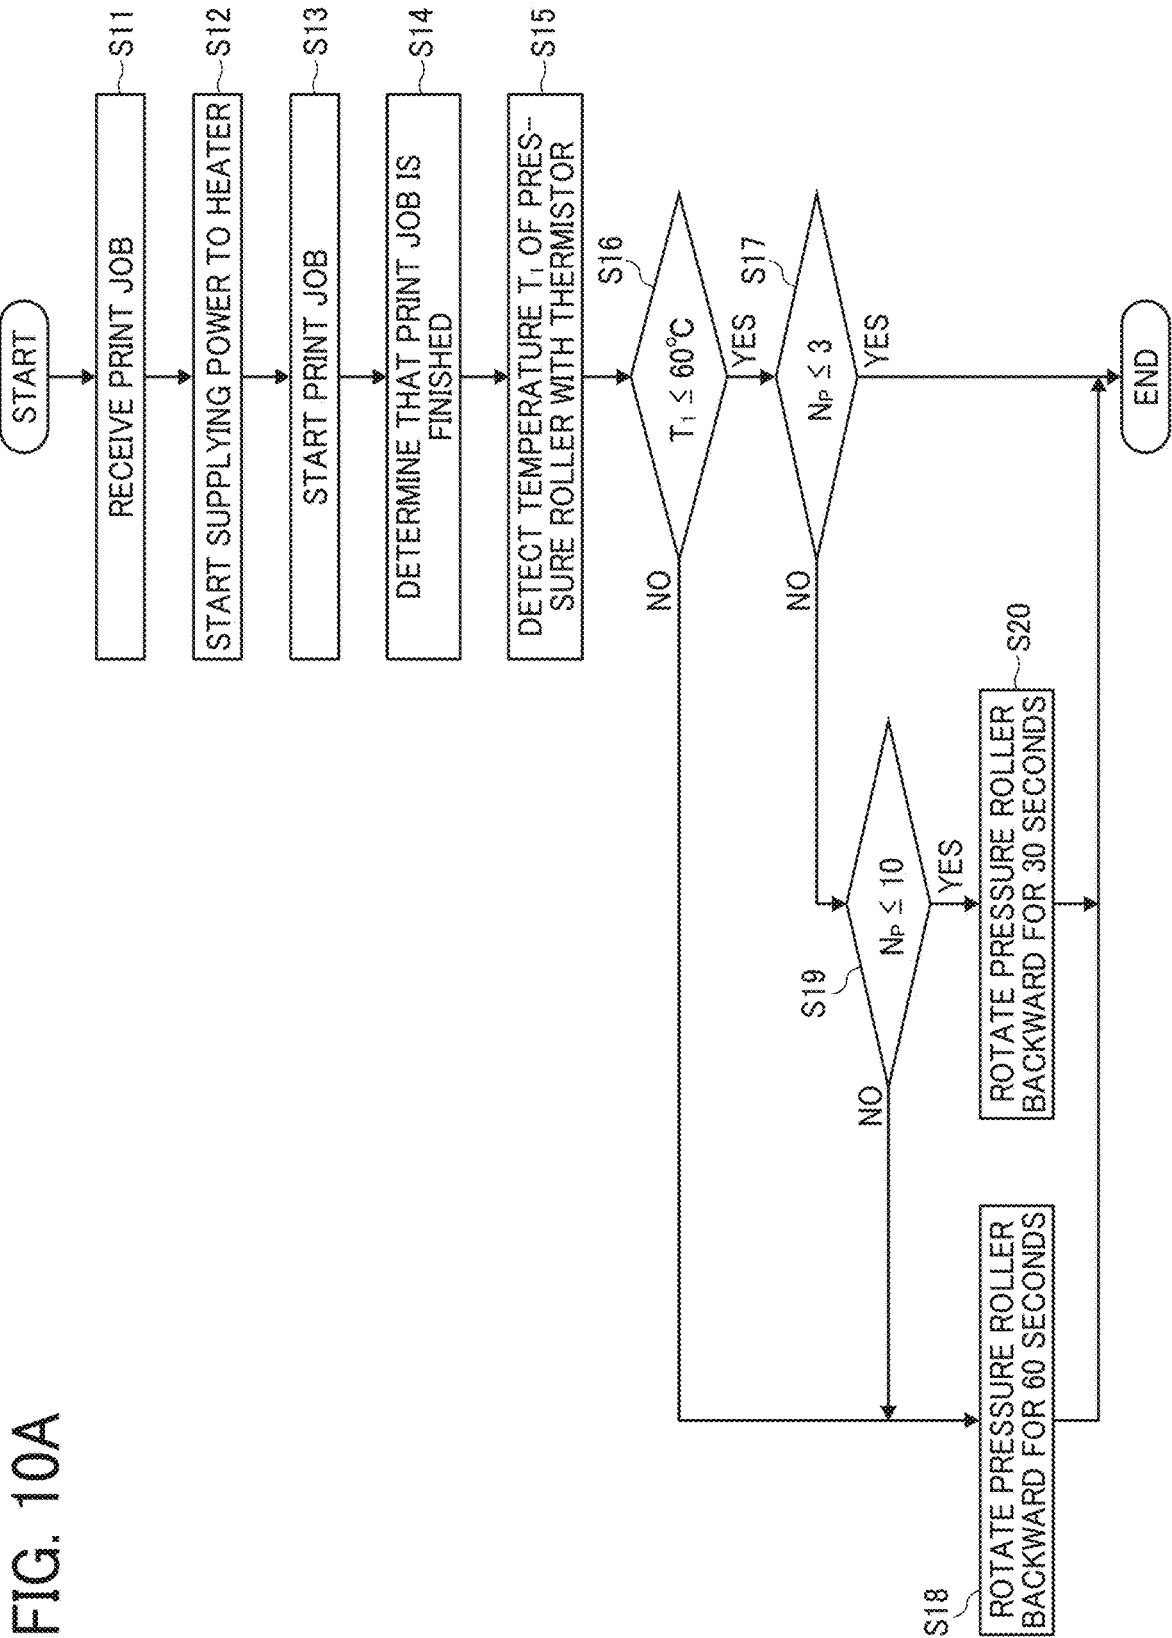 FIG. 10A
START
RECEIVE PRINT JOB
S11
START SUPPLYING POWER TO HEATER
S12
START PRINT JOB
S13
DETERMINE THAT PRINT JOB IS
FINISHED
S14
DETECT TEMPERATURE T₁ OF PRES-
SURE ROLLER WITH THERMISTOR
S15
T₁ ≤ 60°C
S16
NO
YES
Nₚ ≤ 3
S17
NO
YES
Nₚ ≤ 10
S19
NO
YES
ROTATE PRESSURE ROLLER
BACKWARD FOR 60 SECONDS
S18
ROTATE PRESSURE ROLLER
BACKWARD FOR 30 SECONDS
S20
END